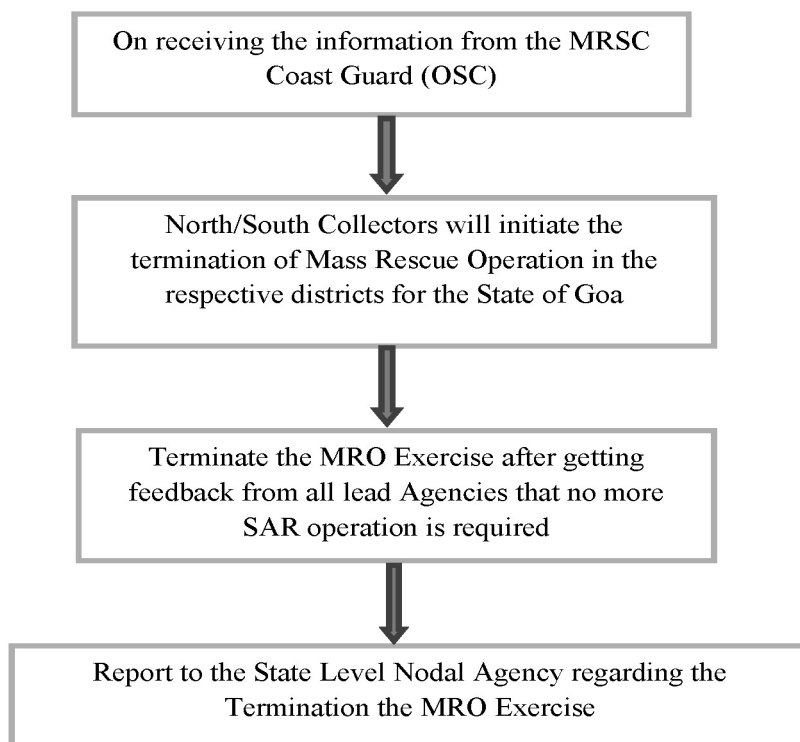 On receiving the information from the MRSC
Coast Guard (OSC)
North/South Collectors will initiate the
termination of Mass Rescue Operation in the
respective districts for the State of Goa
Terminate the MRO Exercise after getting
feedback from all lead Agencies that no more
SAR operation is required
Report to the State Level Nodal Agency regarding the
Termination the MRO Exercise